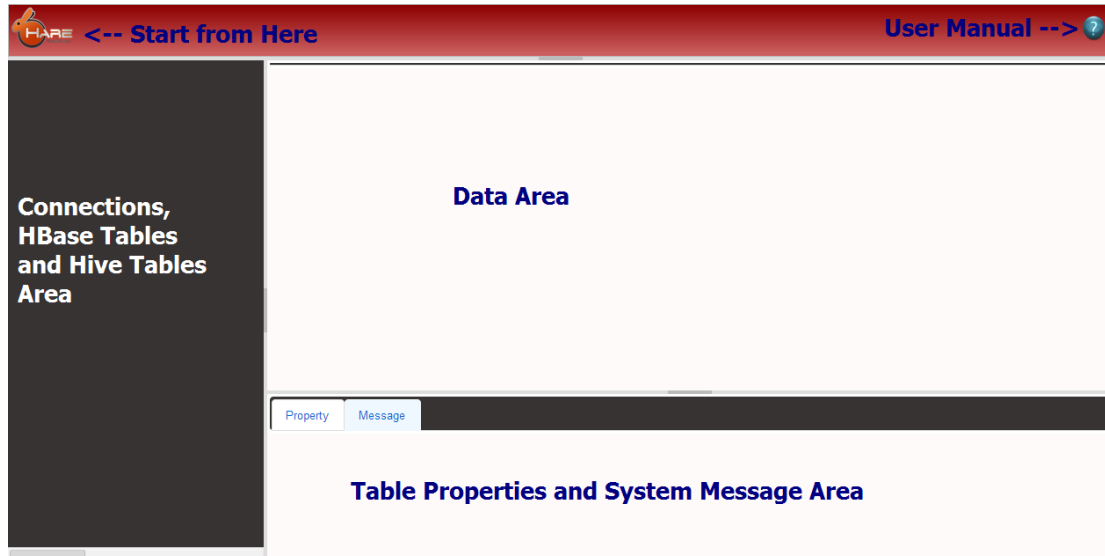 HARE <-- Start from Here
User Manual --> ?
Connections,
HBase Tables
and Hive Tables
Area
Data Area
Property Message
Table Properties and System Message Area